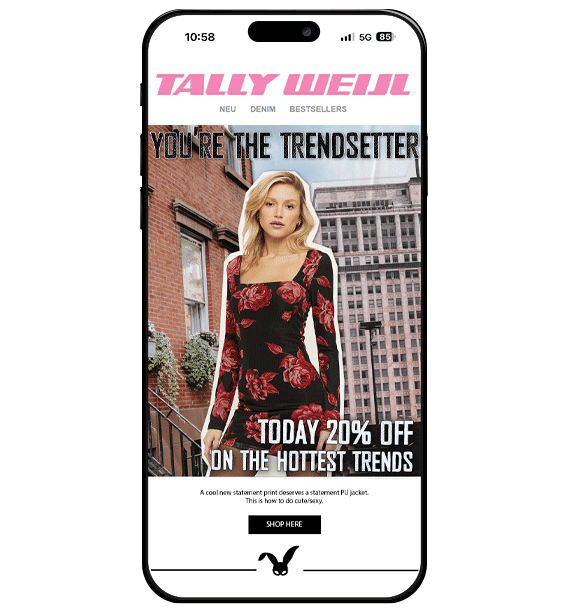 10:58
5G 85
TALLY WEIJL
NEU DENIM BESTSELLERS
YOU'RE THE TRENDSETTER
TODAY 20% OFF
ON THE HOTTEST TRENDS
A cool new statement print deserves a statement PU jacket.
This is how to do cute/sexy.
SHOP HERE